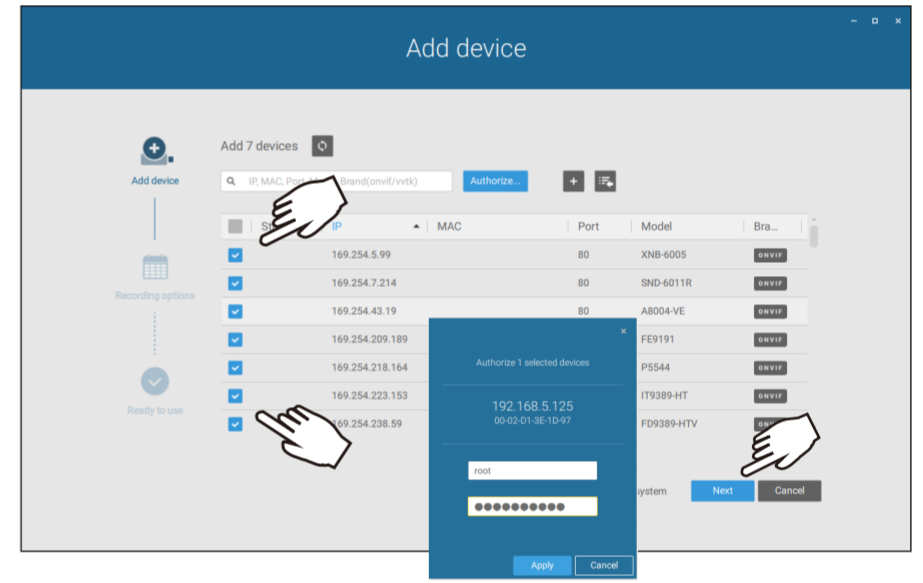 Add device
Add 7 devices
Add device
IP, MAC, Port, Brand(onvif/vvtk)
Authorize...
IP MAC Port Model Bra...
169.254.5.99 80 XNB-6005 ONVIF
169.254.7.214 80 SND-6011R ONVIF
Recording options
169.254.43.19 80 A8004-VE ONVIF
169.254.209.189 FE9191 ONVIF
169.254.218.164 P5544 ONVIF
169.254.223.153 IT9389-HT ONVIF
Ready to use
169.254.238.59 FD9389-HTV
Authorize 1 selected devices
192.168.5.125
00-02-D1-3E-1D-97
root
Apply Cancel
Next Cancel